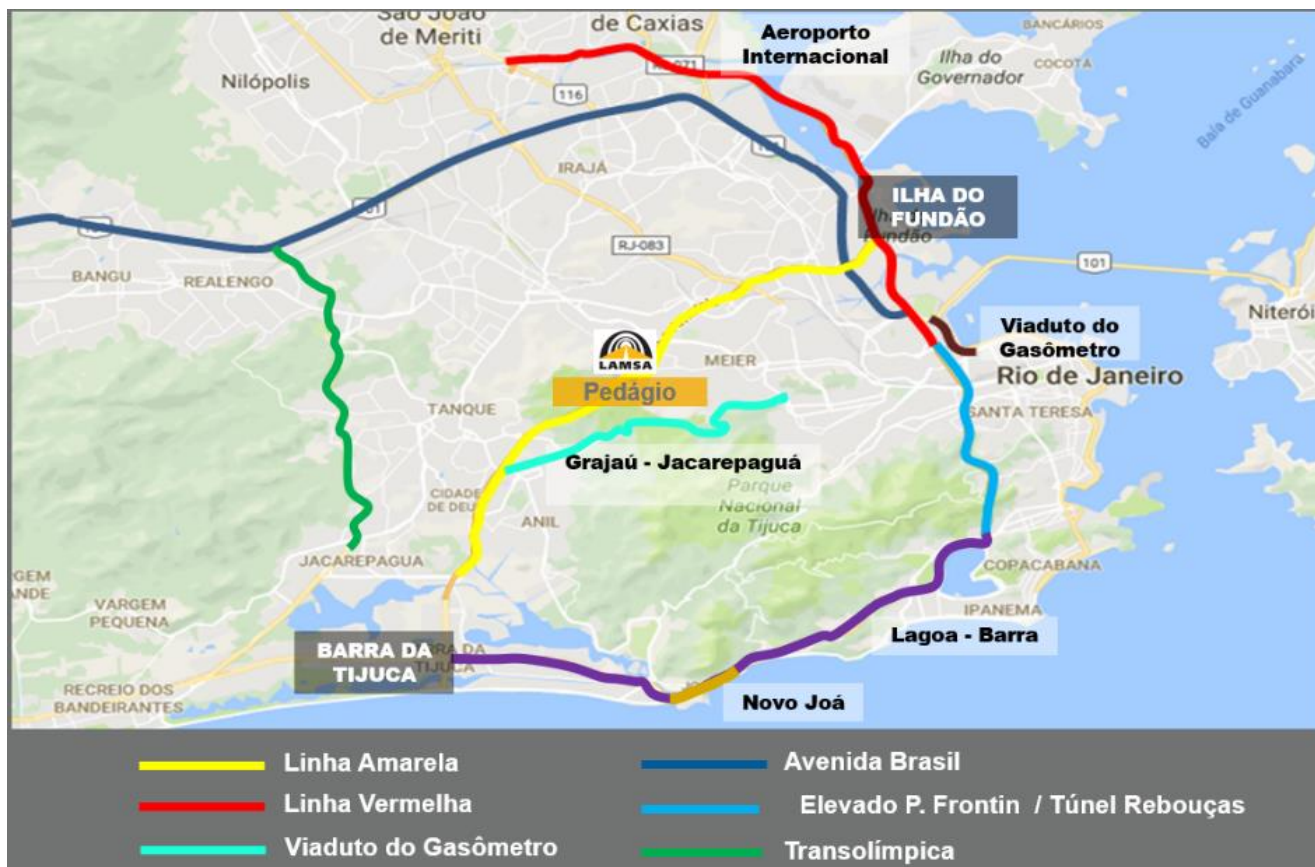 SÃO JOÃO
DE MERITI
DE CAXIAS
Aeroporto
Internacional
BANCÁRIOS
Ilha do
Governador
COCOTÁ
Nilópolis
116
Baía de Guanabara
IRAJÁ
ILHA DO
FUNDÃO
RJ-083
101
BANGU
REALENGO
Niterói
LAMSA
Pedágio
MEIER
Viaduto do
Gasômetro
Rio de Janeiro
TANQUE
SANTA TERESA
Grajaú - Jacarepaguá
CIDADE
DE DEUS
ANIL
Parque
Nacional
da Tijuca
JACAREPAGUA
COPACABANA
VARGEM
PEQUENA
IPANEMA
Lagoa - Barra
BARRA DA
TIJUCA
RECREIO DOS
BANDEIRANTES
Novo Joá
Linha Amarela
Avenida Brasil
Linha Vermelha
Elevado P. Frontin / Túnel Rebouças
Viaduto do Gasômetro
Transolímpica